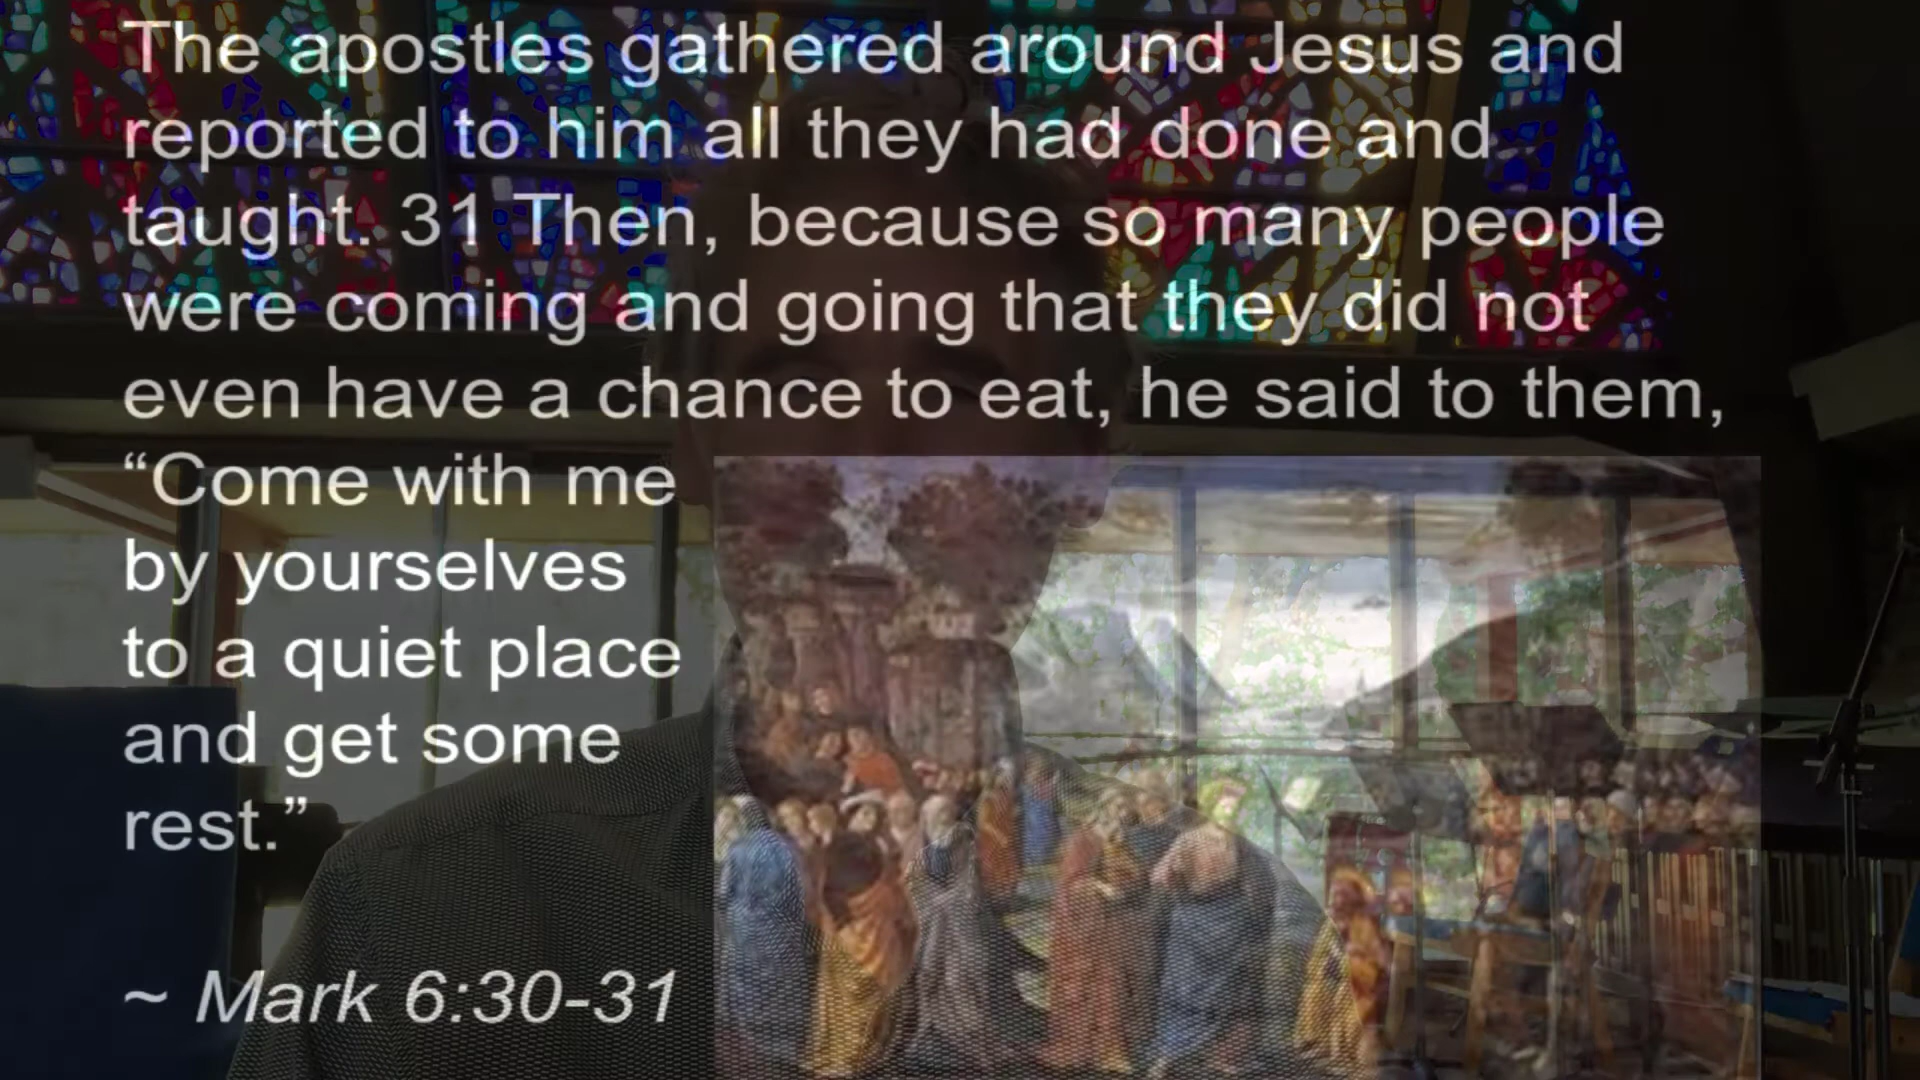 The apostles gathered around Jesus and
reported to him all they had done and
taught. 31 Then, because so many people
were coming and going that they did not
even have a chance to eat, he said to them,
“Come with me
by yourselves
to a quiet place
and get some
rest.”
~ Mark 6:30-31